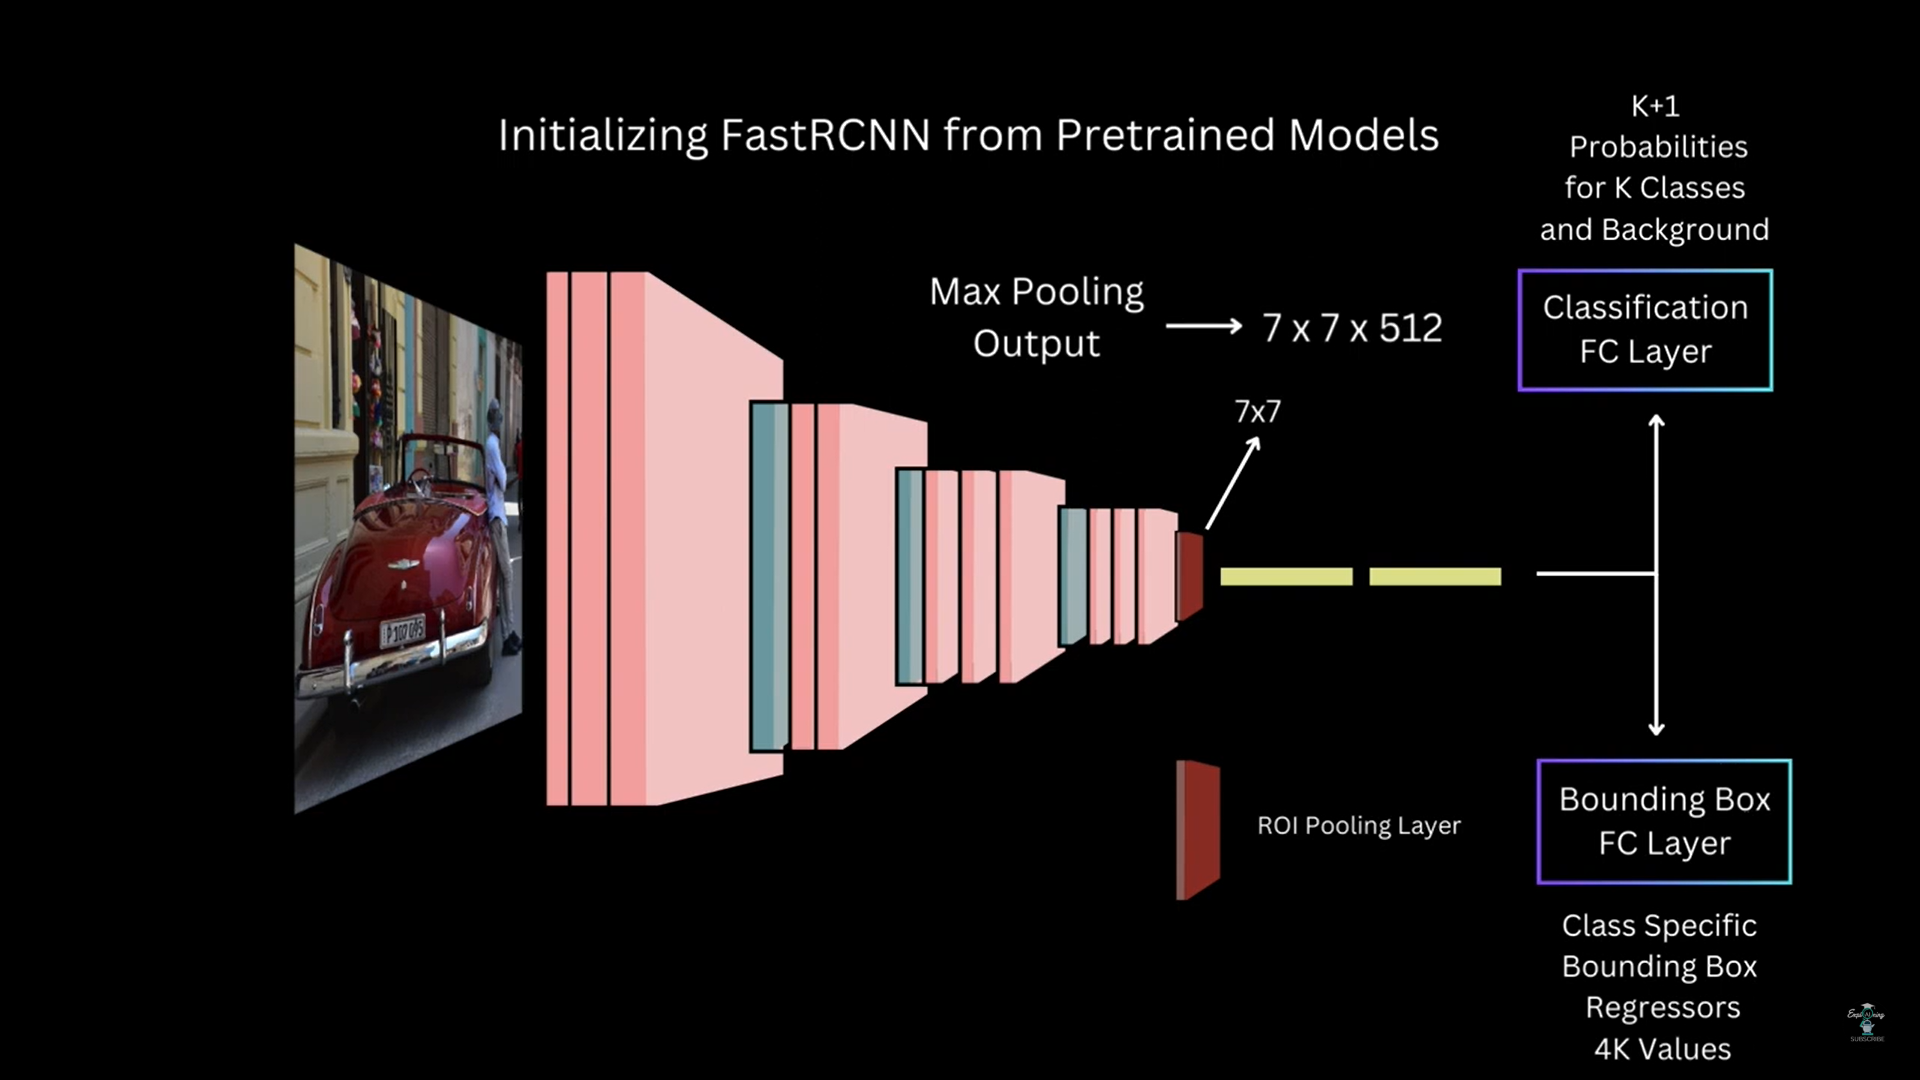 Initializing FastRCNN from Pretrained Models
K+1
Probabilities
for K Classes
and Background
Max Pooling
Output
7 x 7 x 512
Classification
FC Layer
7x7
ROI Pooling Layer
Bounding Box
FC Layer
Class Specific
Bounding Box
Regressors
4K Values
SUBSCRIBE